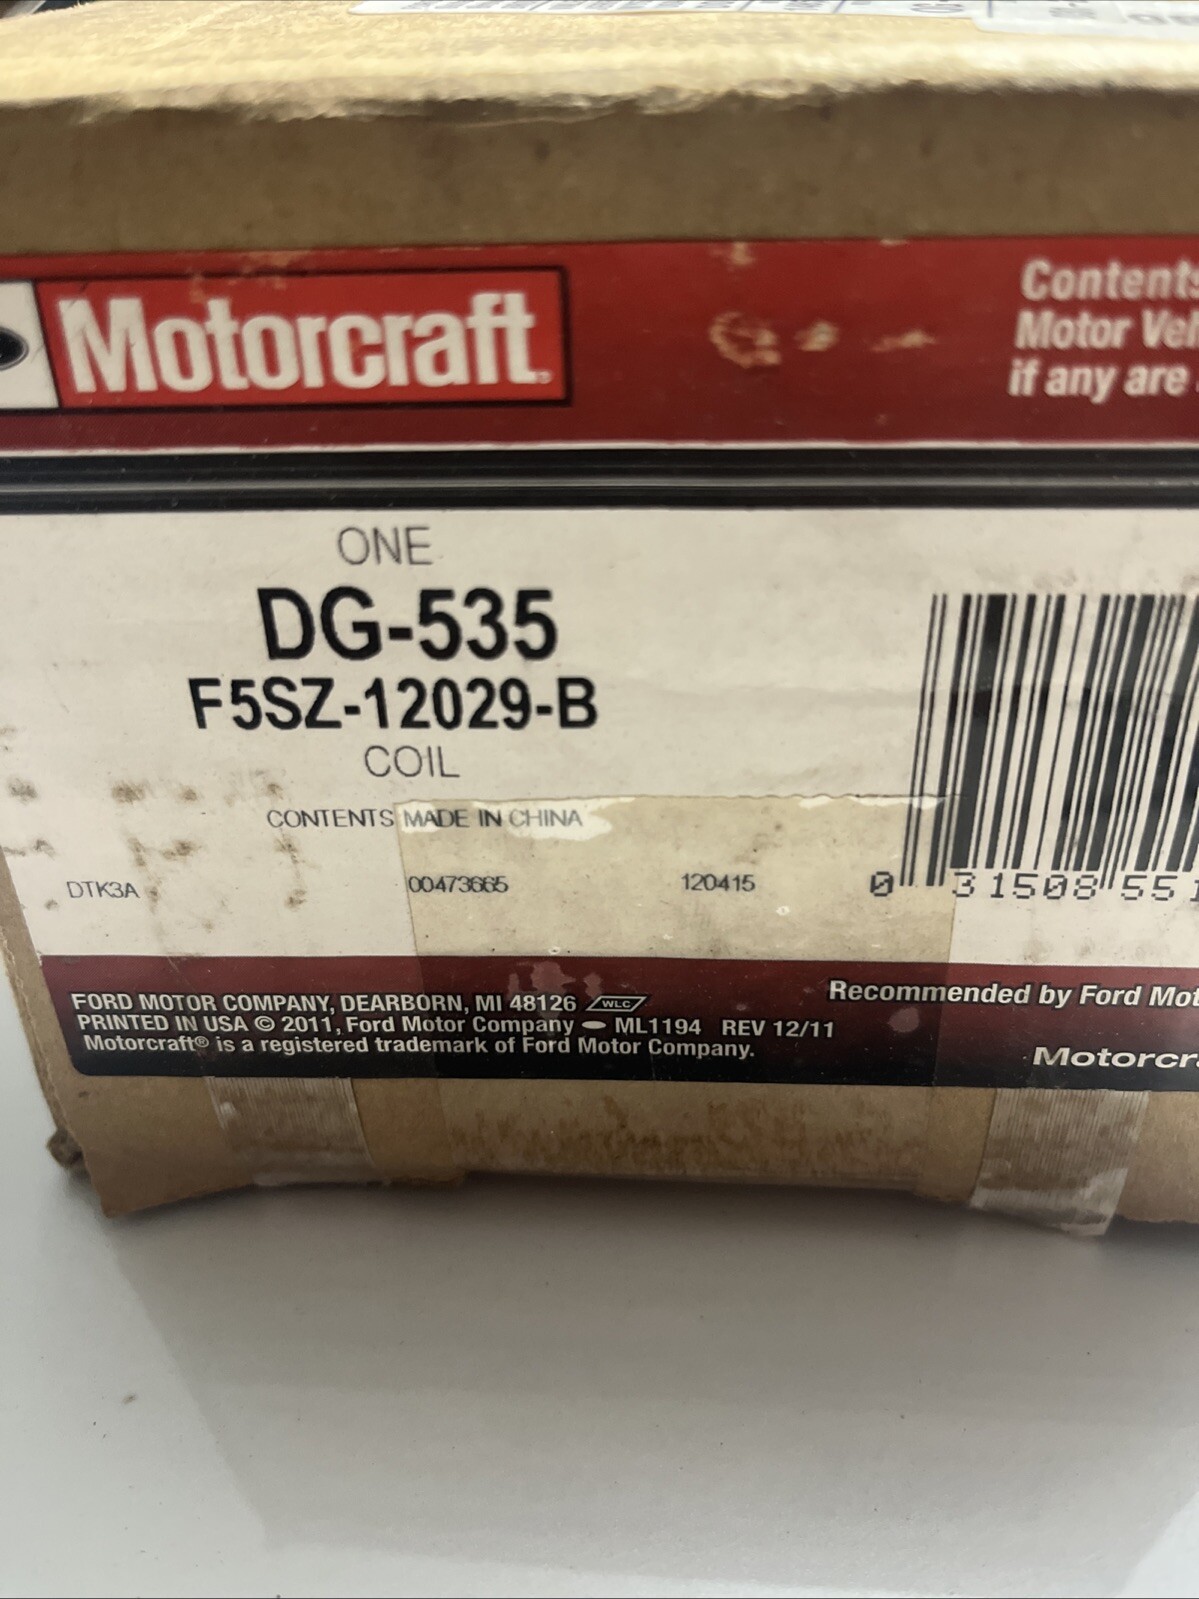 Motorcraft®
Contents
Motor Veh
if any are
ONE
DG-535
F5SZ-12029-B
COIL
CONTENTS MADE IN CHINA
DTK3A 00473665 120415
0 31508 551
FORD MOTOR COMPANY, DEARBORN, MI 48126 WLC
PRINTED IN USA © 2011, Ford Motor Company ML1194 REV 12/11
Motorcraft® is a registered trademark of Ford Motor Company.
Recommended by Ford Mot
Motorcr